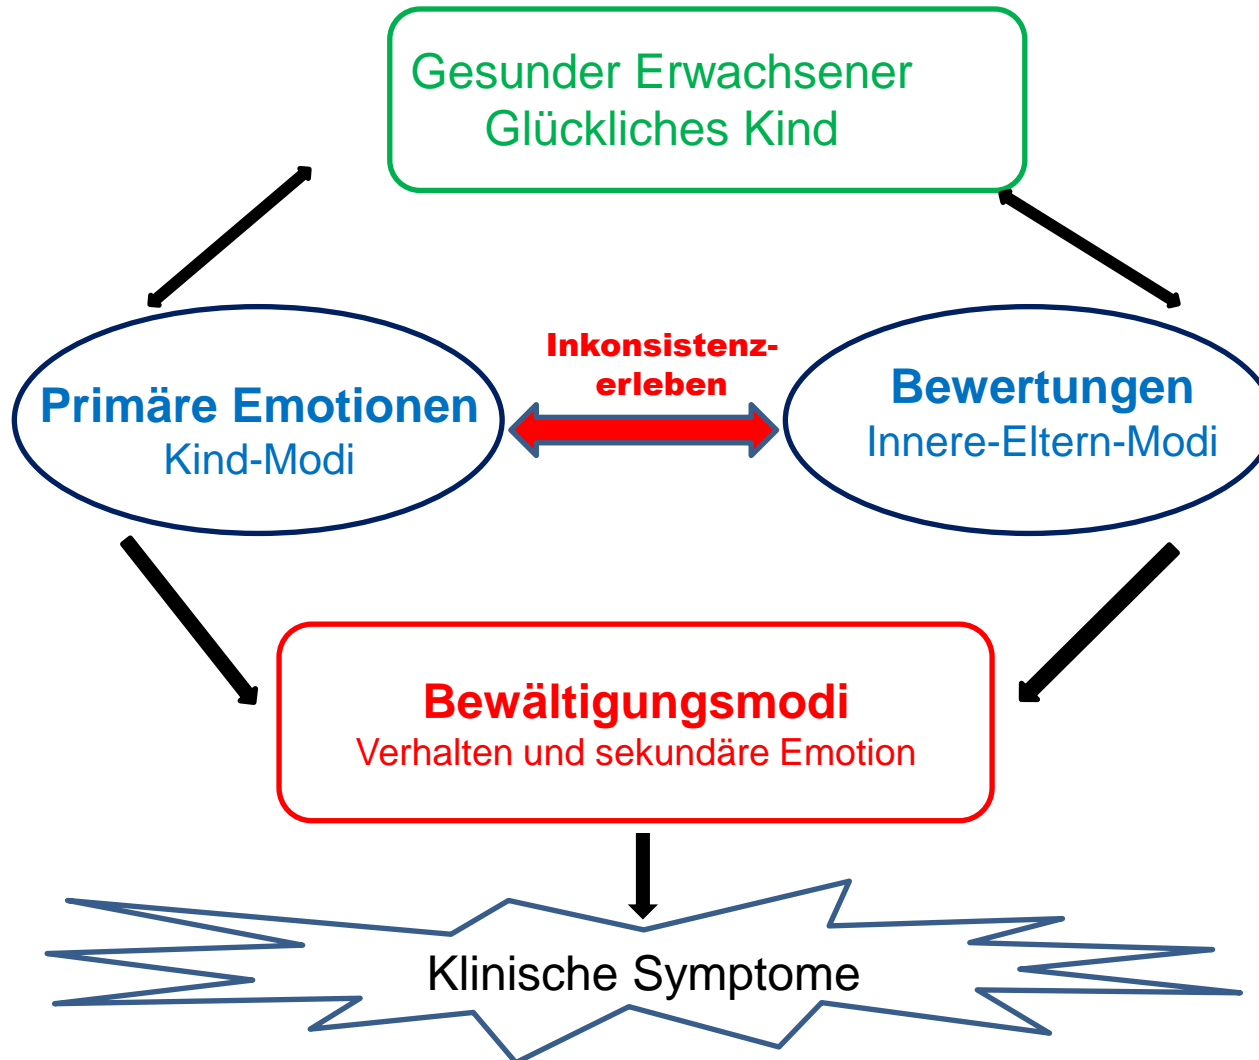 Gesunder Erwachsener
Glückliches Kind
Inkonsistenz-
erleben
Primäre Emotionen
Kind-Modi
Bewertungen
Innere-Eltern-Modi
Bewältigungsmodi
Verhalten und sekundäre Emotion
Klinische Symptome